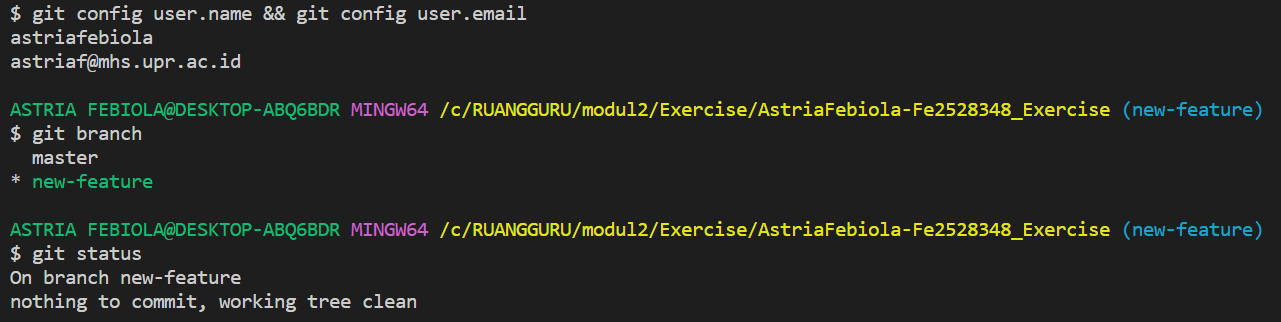 $ git config user.name && git config user.email
astriafebiola
astriaf@mhs.upr.ac.id
ASTRIA FEBIOLA@DESKTOP-ABQ6BDR MINGW64 /c/RUANGGURU/modul2/Exercise/AstriaFebiola-Fe2528348_Exercise (new-feature)
$ git branch
  master
* new-feature
ASTRIA FEBIOLA@DESKTOP-ABQ6BDR MINGW64 /c/RUANGGURU/modul2/Exercise/AstriaFebiola-Fe2528348_Exercise (new-feature)
$ git status
On branch new-feature
nothing to commit, working tree clean